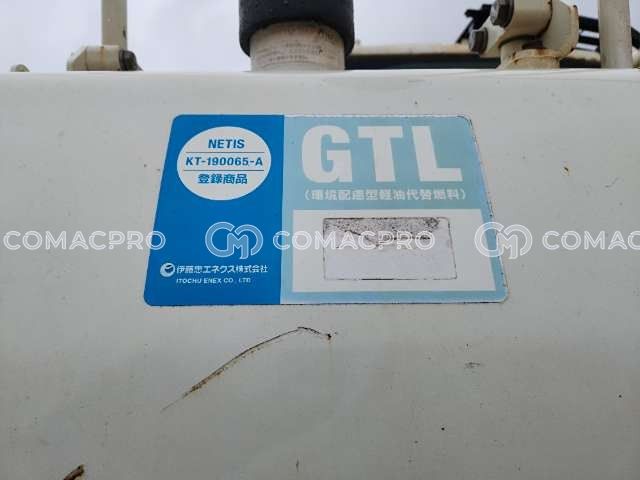 NETIS
KT-190065-A
登録商品
GTL
(環境配慮型軽油代替燃料)
COMACPRO COMACPRO
伊藤忠エネクス株式会社
ITOCHU ENEX CO., LTD.